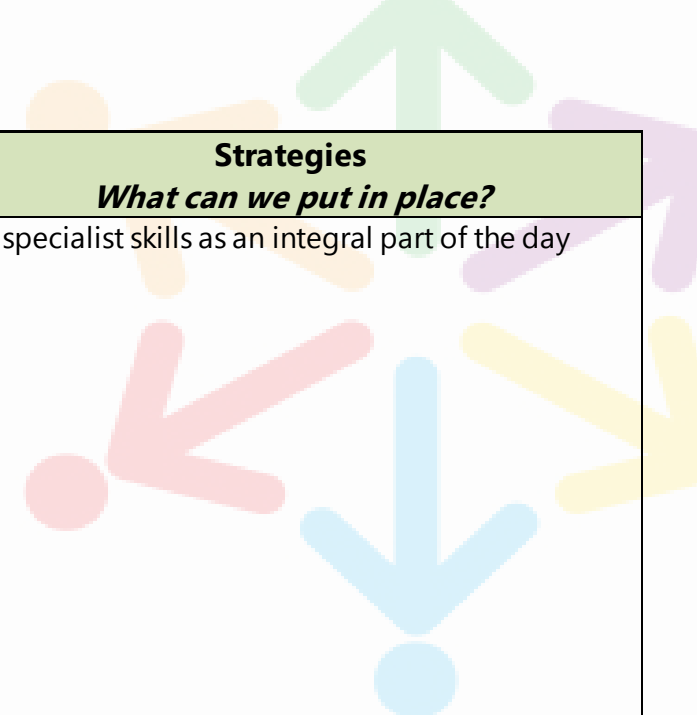 Strategies
What can we put in place?
specialist skills as an integral part of the day